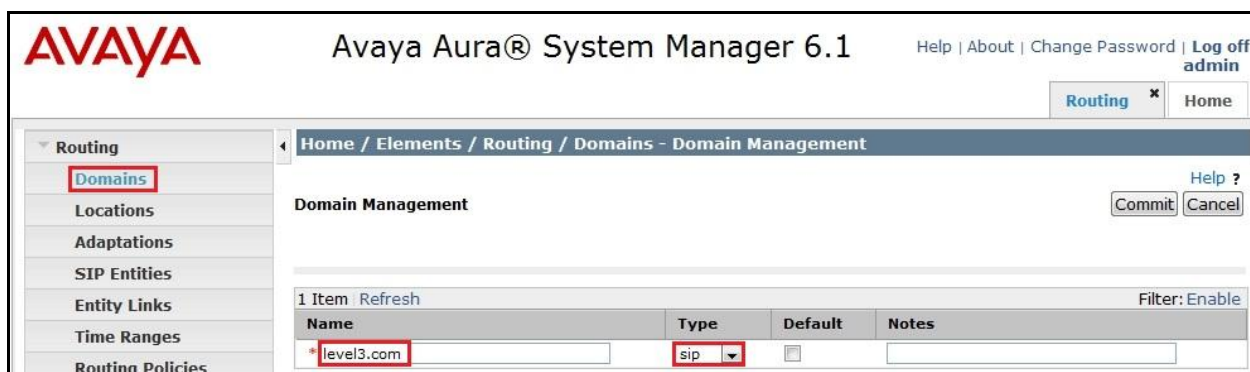 AVAYA
Avaya Aura® System Manager 6.1
Help | About | Change Password | Log off
admin
Routing × Home
Routing
Domains
Locations
Adaptations
SIP Entities
Entity Links
Time Ranges
Routing Policies
Home / Elements / Routing / Domains - Domain Management
Help ?
Domain Management
Commit Cancel
1 Item Refresh
Filter: Enable
Name Type Default Notes
* level3.com sip